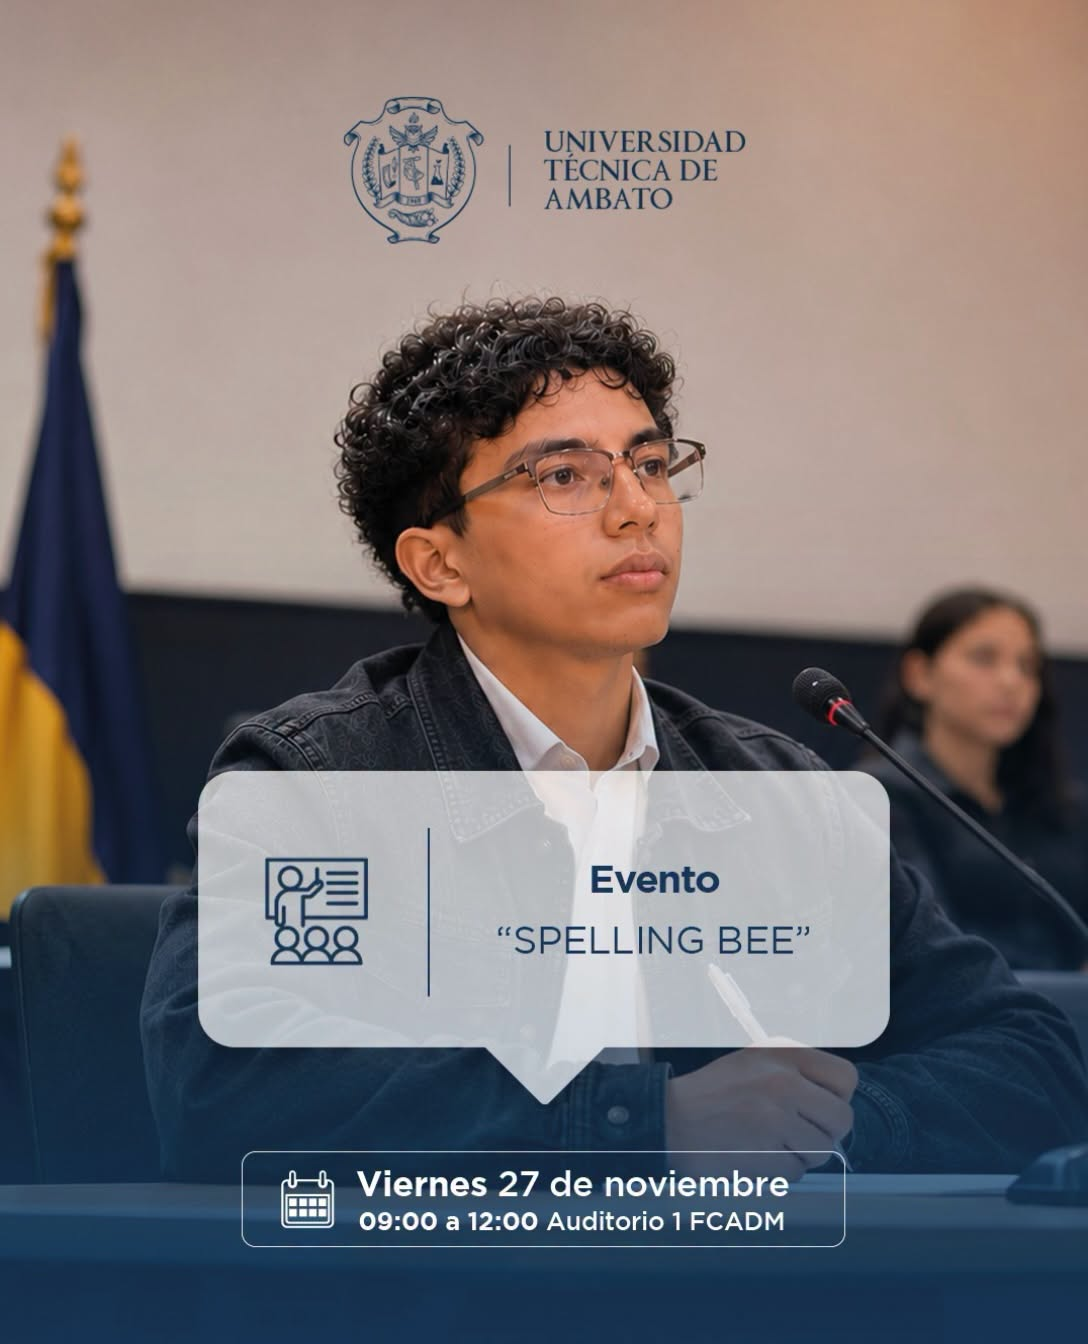 UNIVERSIDAD
TÉCNICA DE
AMBATO
Evento
“SPELLING BEE”
Viernes 27 de noviembre
09:00 a 12:00 Auditorio 1 FCADM